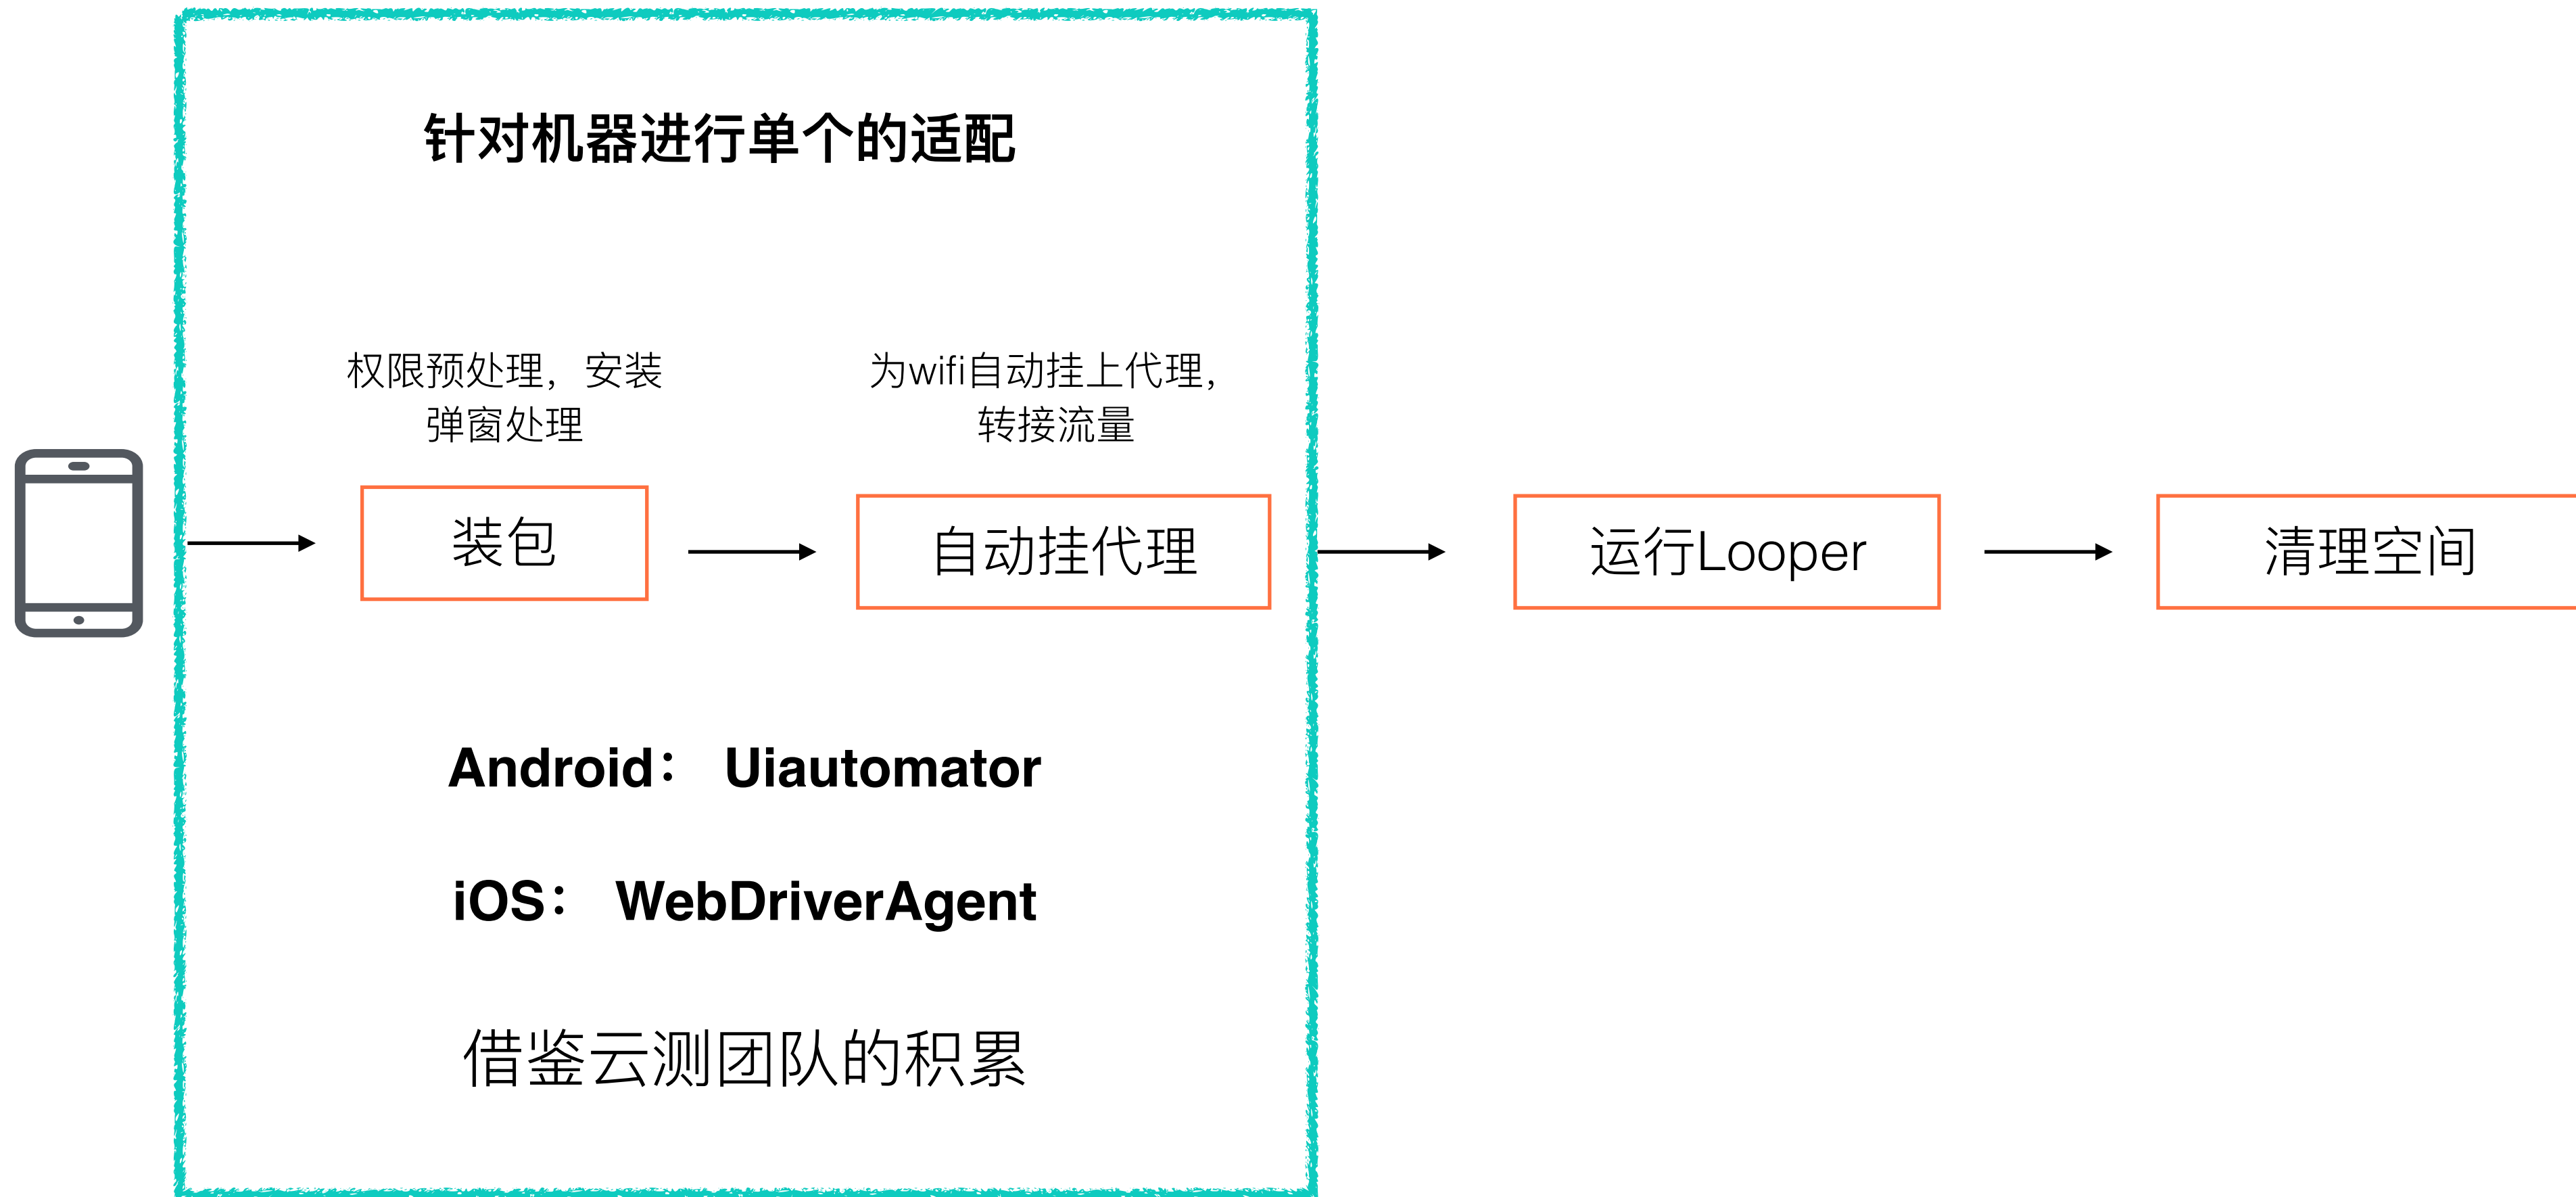 针对机器进行单个的适配
权限预处理，安装
弹窗处理
为wifi自动挂上代理，
转接流量
装包
自动挂代理
运行Looper
清理空间
Android： Uiautomator
iOS： WebDriverAgent
借鉴云测团队的积累